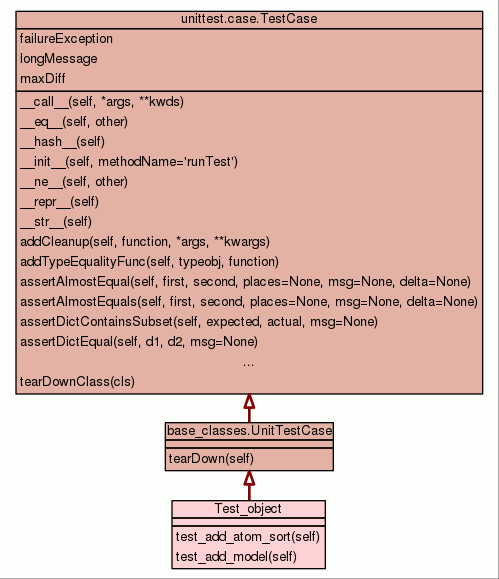 unittest.case.TestCase
failureException
longMessage
maxDiff
__call__(self, *args, **kwds)
__eq__(self, other)
__hash__(self)
__init__(self, methodName='runTest')
__ne__(self, other)
__repr__(self)
__str__(self)
addCleanup(self, function, *args, **kwargs)
addTypeEqualityFunc(self, typeobj, function)
assertAlmostEqual(self, first, second, places=None, msg=None, delta=None)
assertAlmostEquals(self, first, second, places=None, msg=None, delta=None)
assertDictContainsSubset(self, expected, actual, msg=None)
assertDictEqual(self, d1, d2, msg=None)
...
tearDownClass(cls)
base_classes.UnitTestCase
tearDown(self)
Test_object
test_add_atom_sort(self)
test_add_model(self)